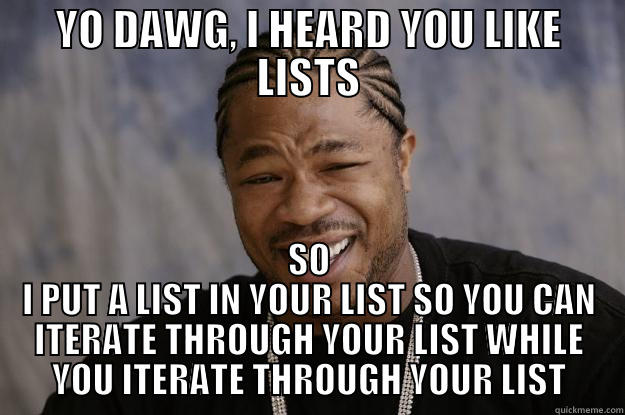 YO DAWG, I HEARD YOU LIKE
LISTS
SO
I PUT A LIST IN YOUR LIST SO YOU CAN
ITERATE THROUGH YOUR LIST WHILE
YOU ITERATE THROUGH YOUR LIST
quickmeme.com